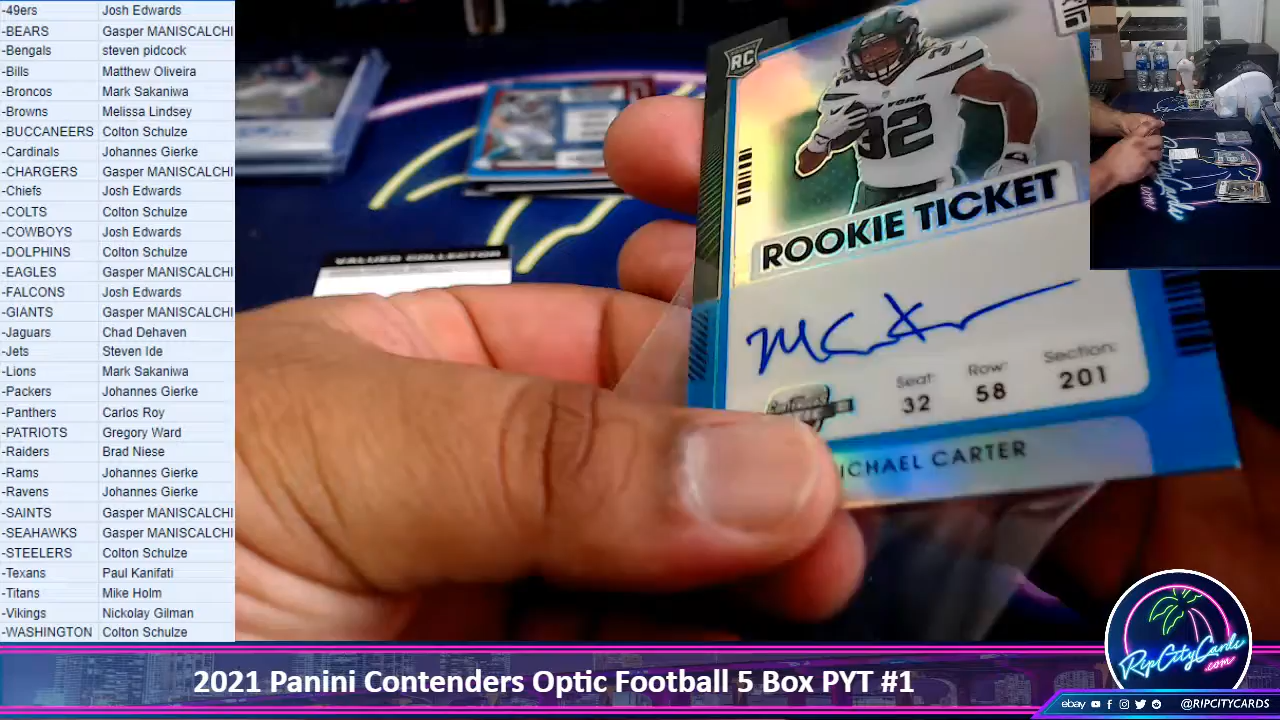 -49ers Josh Edwards
-BEARS Gasper MANISCALCHI
-Bengals steven pidcock
-Bills Matthew Oliveira
-Broncos Mark Sakaniwa
-Browns Melissa Lindsey
-BUCCANEERS Colton Schulze
-Cardinals Johannes Gierke
-CHARGERS Gasper MANISCALCHI
-Chiefs Josh Edwards
-COLTS Colton Schulze
-COWBOYS Josh Edwards
-DOLPHINS Colton Schulze
-EAGLES Gasper MANISCALCHI
-FALCONS Josh Edwards
-GIANTS Gasper MANISCALCHI
-Jaguars Chad Dehaven
-Jets Steven Ide
-Lions Mark Sakaniwa
-Packers Johannes Gierke
-Panthers Carlos Roy
-PATRIOTS Gregory Ward
-Raiders Brad Niese
-Rams Johannes Gierke
-Ravens Johannes Gierke
-SAINTS Gasper MANISCALCHI
-SEAHAWKS Gasper MANISCALCHI
-STEELERS Colton Schulze
-Texans Paul Kanifati
-Titans Mike Holm
-Vikings Nickolay Gilman
-WASHINGTON Colton Schulze
VALUED COLLECTOR
RC
32
ROOKIE TICKET
Seat: Row: Section:
32 58 201
ICHAEL CARTER
RipCityCards
.com
2021 Panini Contenders Optic Football 5 Box PYT #1
ebay @RIPCITYCARDS